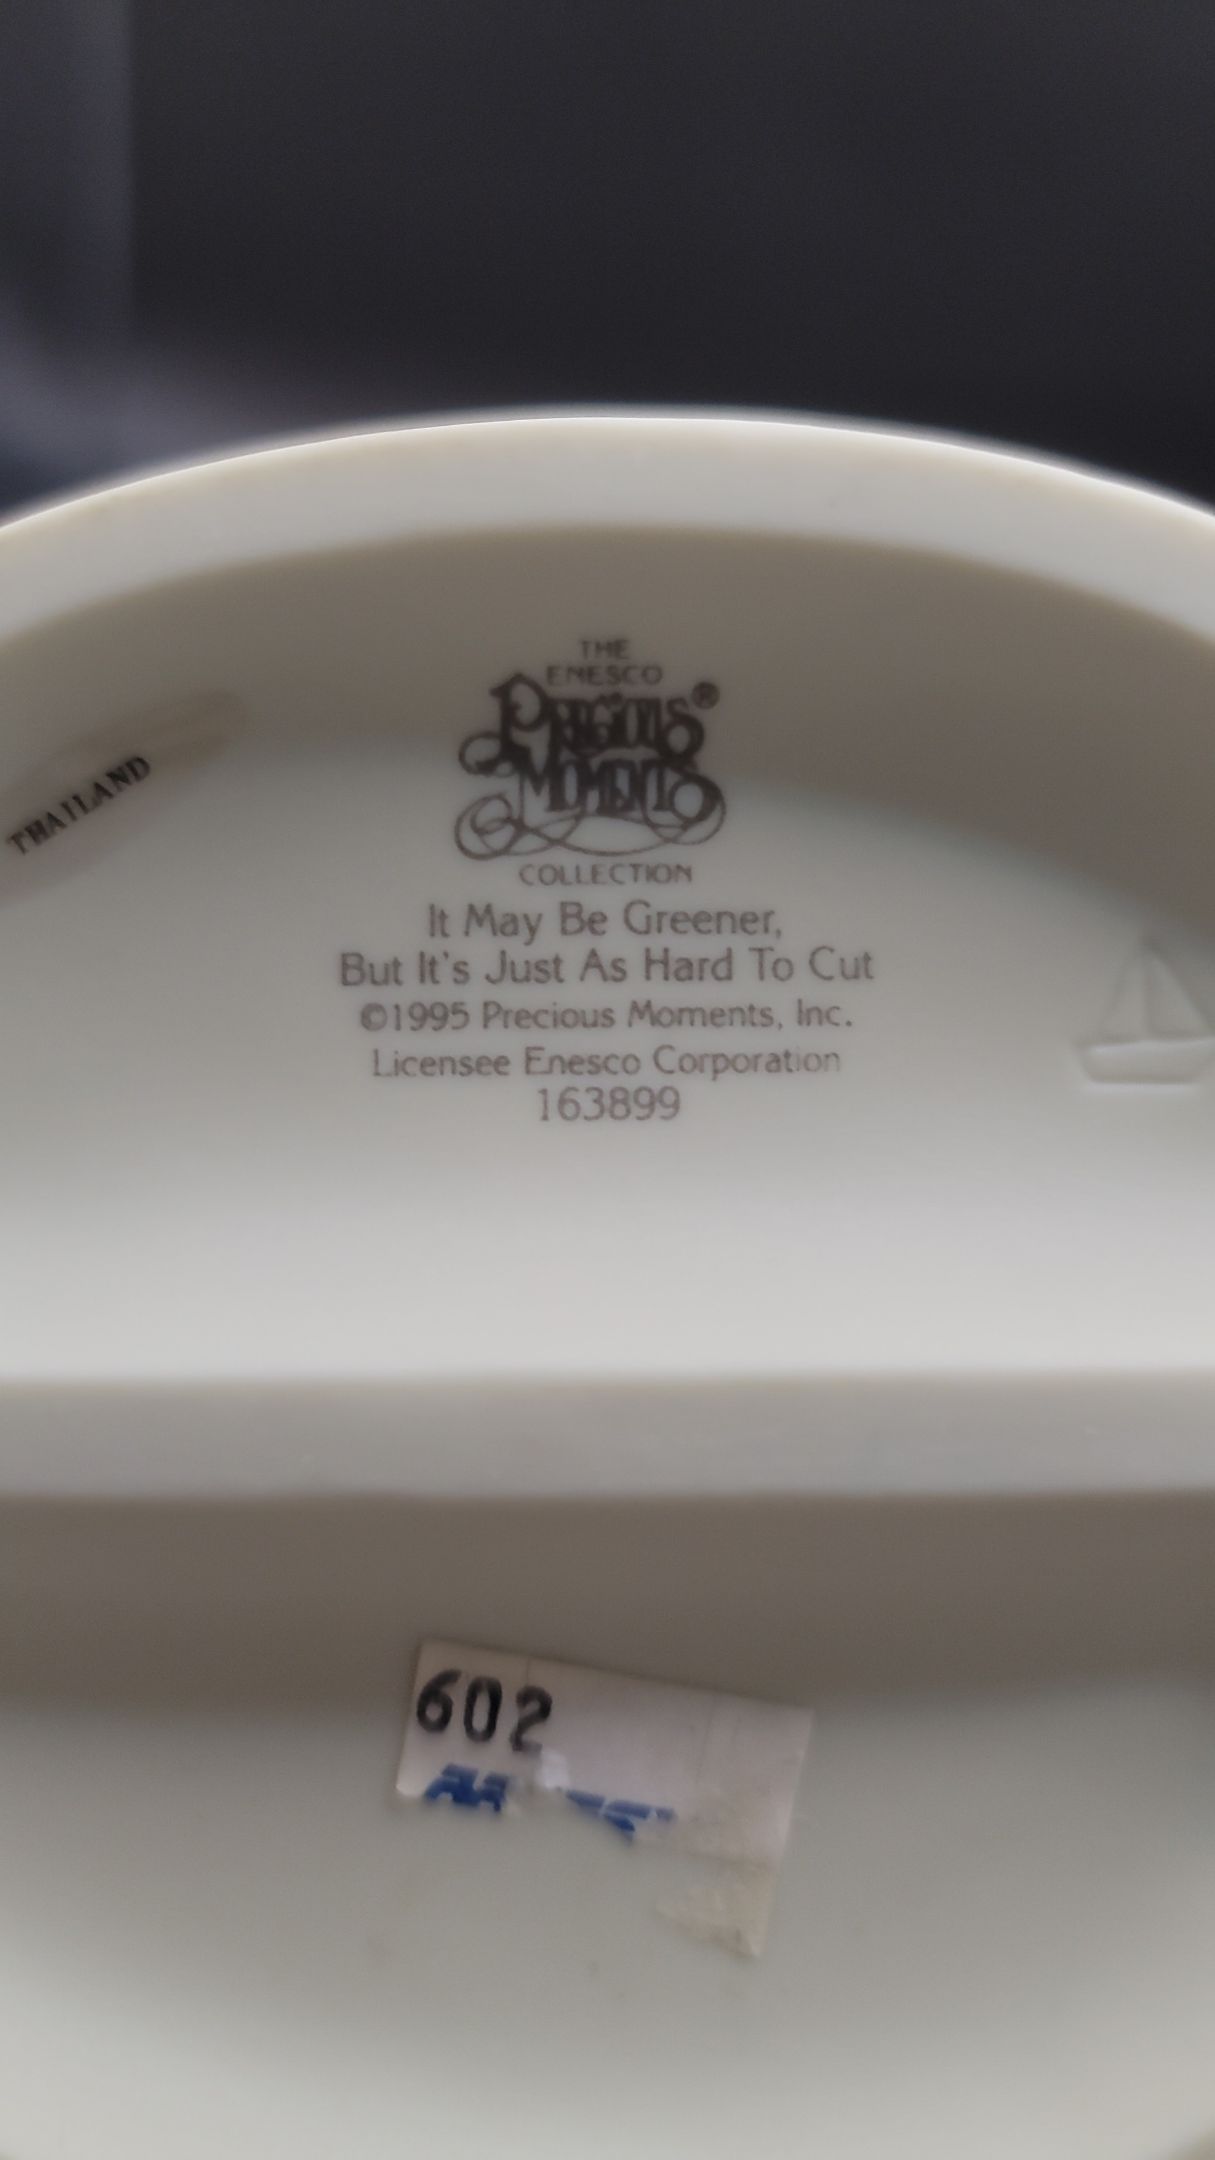 THE
ENESCO
PRECIOUS®
MOMENTS
COLLECTION
It May Be Greener,
But It's Just As Hard To Cut
©1995 Precious Moments, Inc.
Licensee Enesco Corporation
163899
THAILAND
602